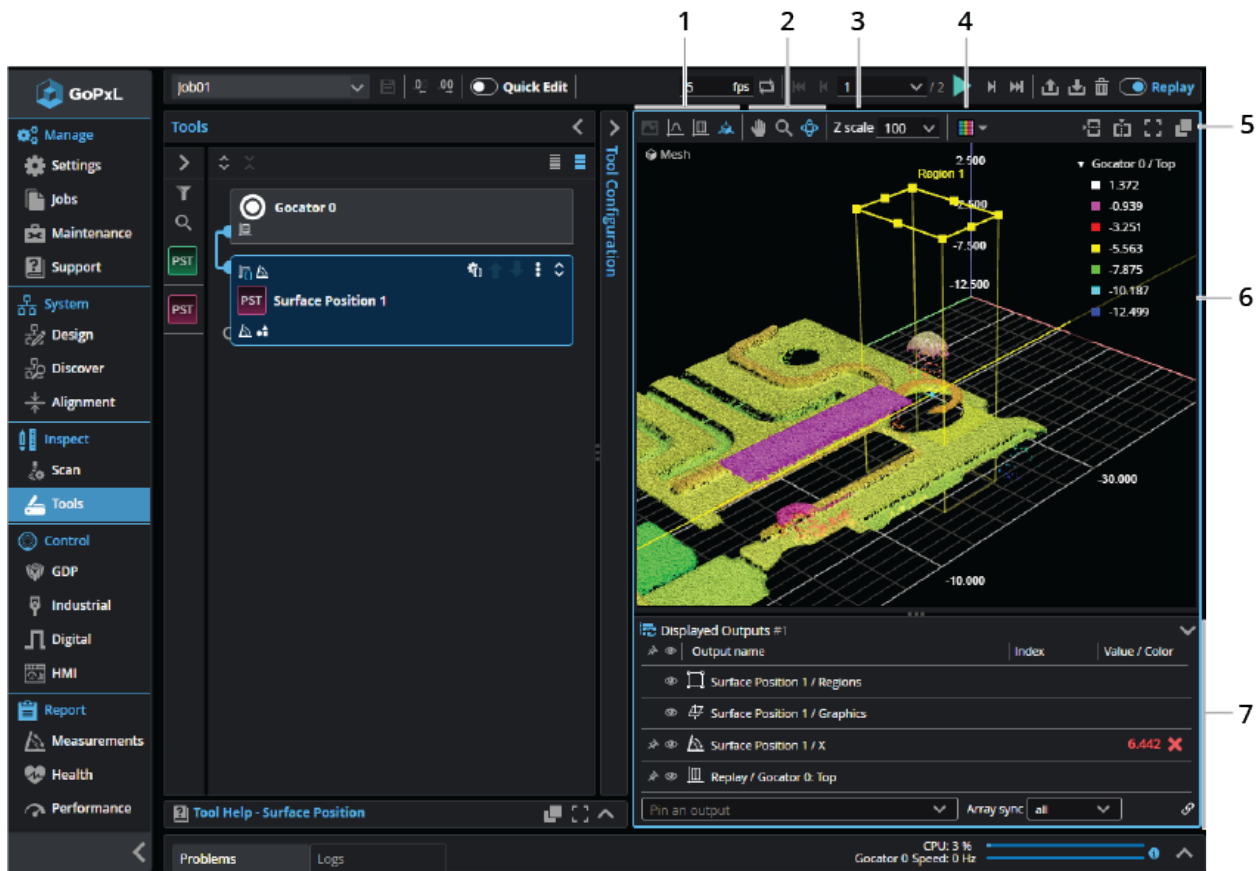 1 2 3 4
GoPxL
Job01
Quick Edit
5 fps
1 / 2
Replay
Manage
Settings
Jobs
Maintenance
Support
System
Design
Discover
Alignment
Inspect
Scan
Tools
Control
GDP
Industrial
Digital
HMI
Report
Measurements
Health
Performance
Tools
PST
PST
Gocator 0
PST Surface Position 1
Tool Help - Surface Position
Tool Configuration
Z scale 100
5
Mesh
Region 1
2.500
-2.500
-7.500
-12.500
-30.000
-10.000
Gocator 0 / Top
1.372
-0.939
-3.251
-5.563
-7.875
-10.187
-12.499
6
Displayed Outputs #1
Output name Index Value / Color
Surface Position 1 / Regions
Surface Position 1 / Graphics
Surface Position 1 / X 6.442
Replay / Gocator 0: Top
Pin an output Array sync all
7
Problems Logs
CPU: 3 %
Gocator 0 Speed: 0 Hz